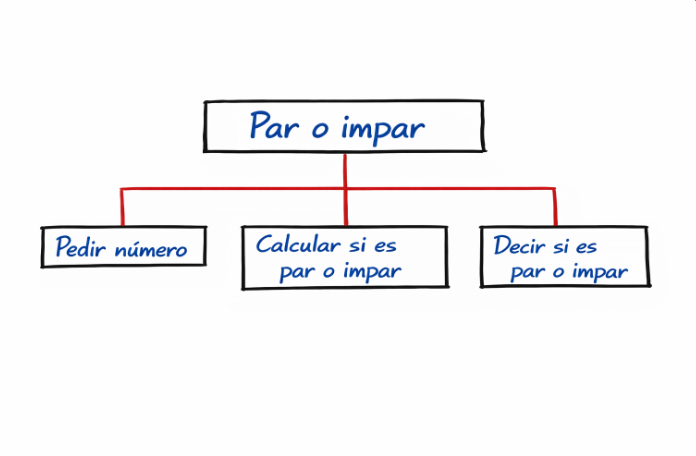 Par o impar
Pedir número
Calcular si es
par o impar
Decir si es
par o impar